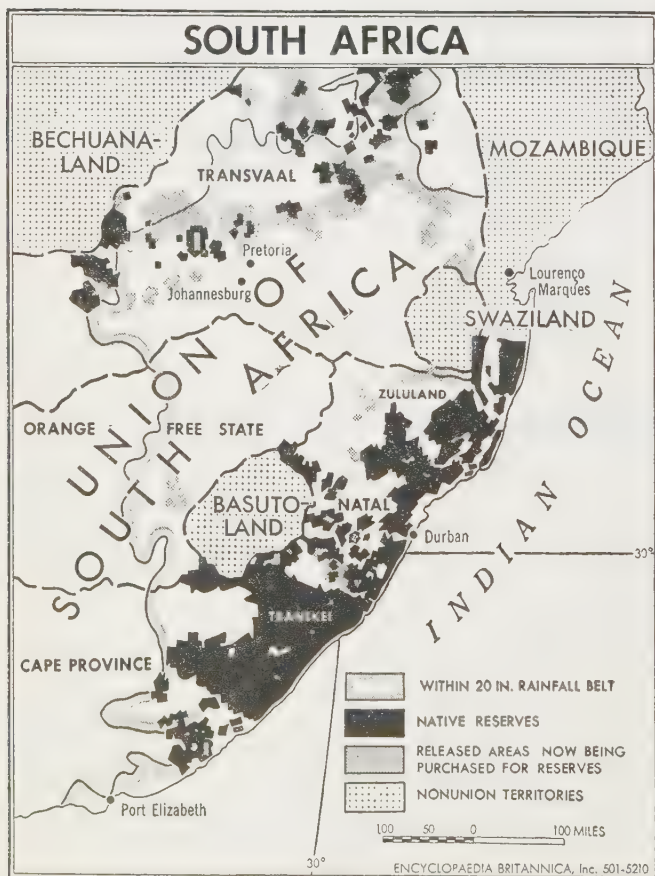 SOUTH AFRICA
BECHUANA-
LAND
TRANSVAAL
MOZAMBIQUE
Pretoria
Johannesburg
Lourenço
Marques
SWAZILAND
UNION OF
SOUTH AFRICA
ZULULAND
ORANGE FREE STATE
BASUTO-
LAND
NATAL
Durban
INDIAN OCEAN
30°
TRANSKEI
CAPE PROVINCE
Port Elizabeth
30°
WITHIN 20 IN. RAINFALL BELT
NATIVE RESERVES
RELEASED AREAS NOW BEING
PURCHASED FOR RESERVES
NONUNION TERRITORIES
100 50 0 100 MILES
ENCYCLOPAEDIA BRITANNICA, Inc. 501-5210